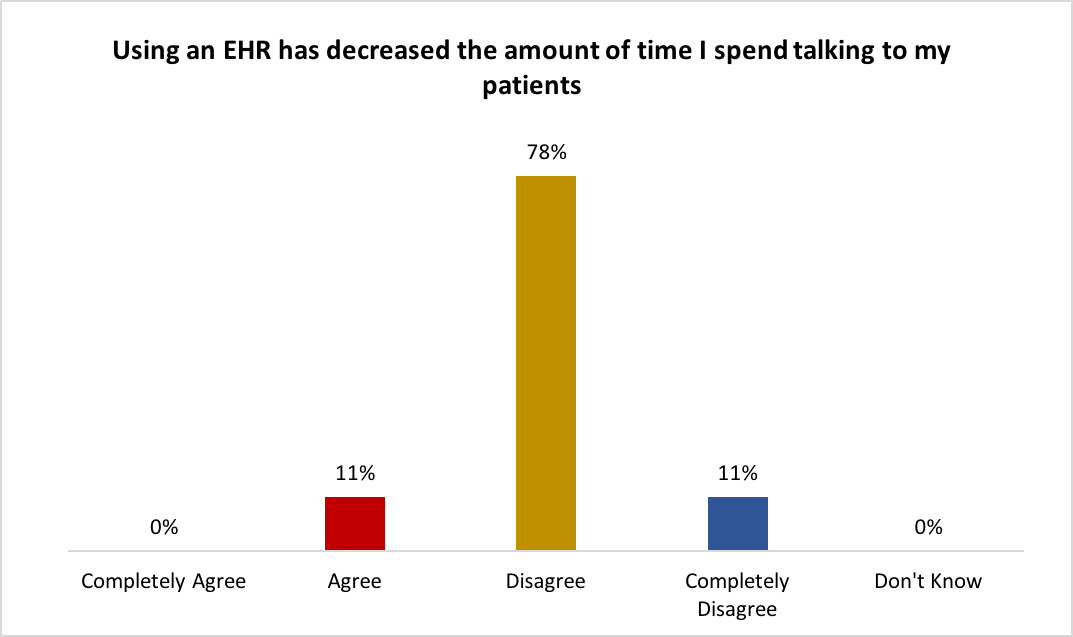 Using an EHR has decreased the amount of time I spend talking to my
patients
78%
11%
11%
0%
0%
Completely Agree
Agree
Disagree
Completely
Disagree
Don't Know